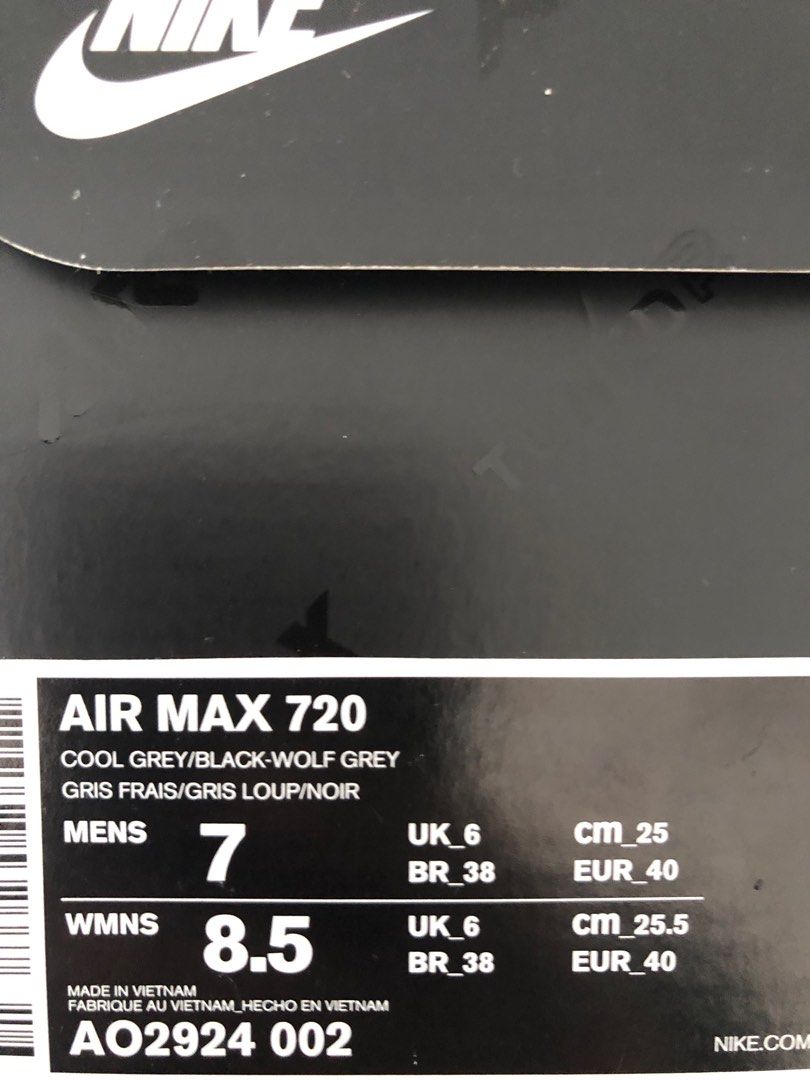 NIKE
AIR MAX 720
COOL GREY/BLACK-WOLF GREY
GRIS FRAIS/GRIS LOUP/NOIR
MENS 7 UK_6 cm_25
BR_38 EUR_40
WMNS 8.5 UK_6 cm_25.5
BR_38 EUR_40
MADE IN VIETNAM
FABRIQUE AU VIETNAM_HECHO EN VIETNAM
AO2924 002
NIKE.COM